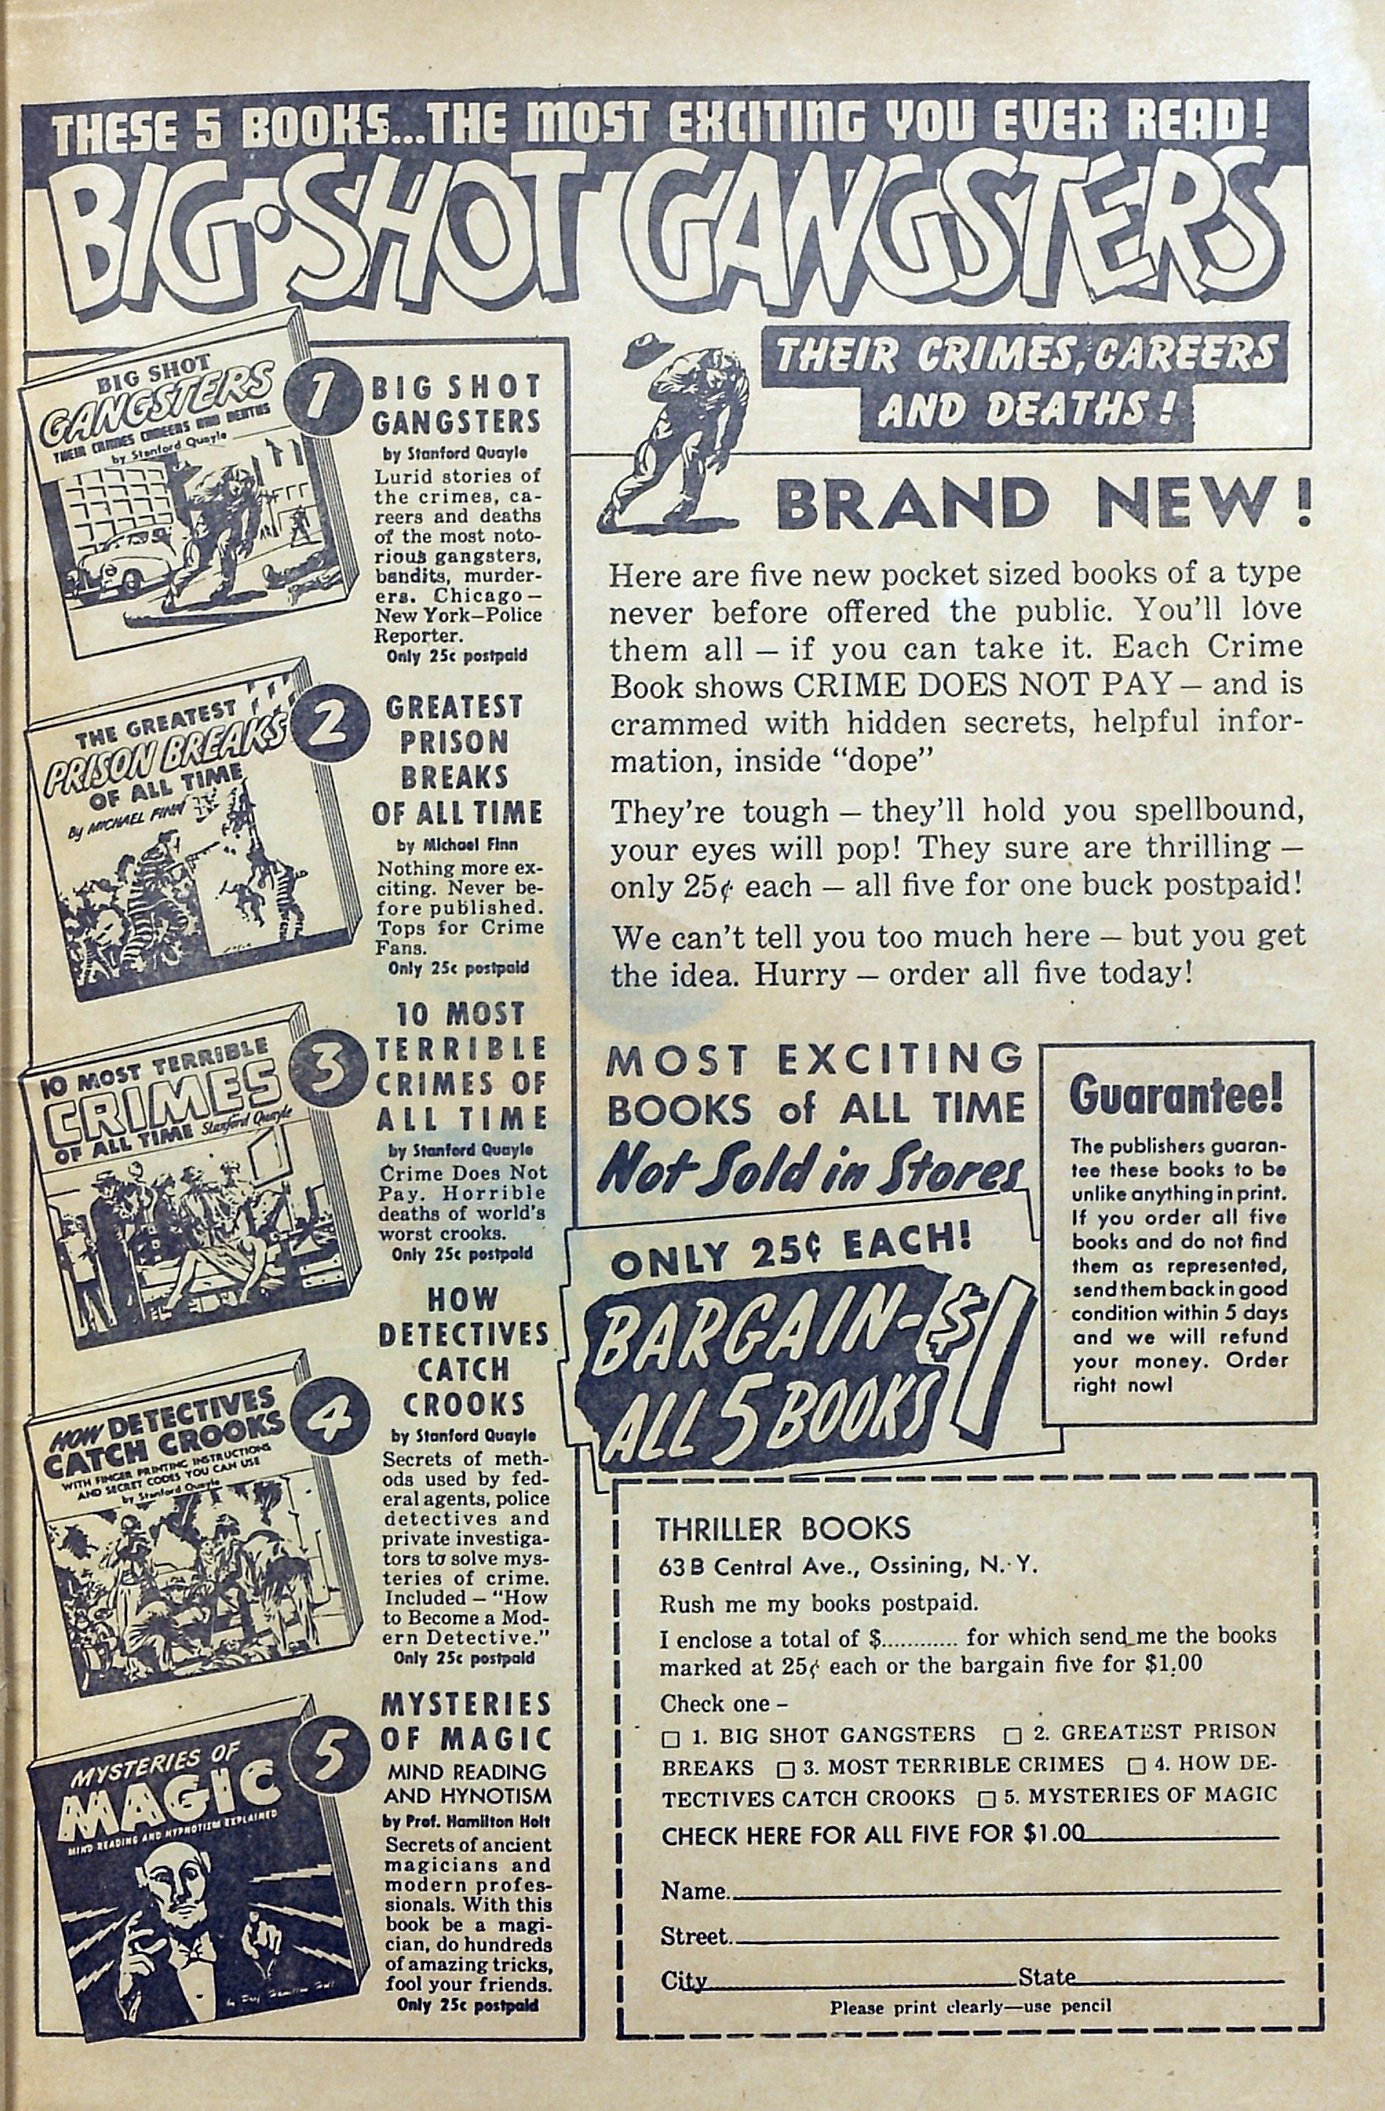 THESE 5 BOOKS...THE MOST EXCITING YOU EVER READ!
BIG·SHOT GANGSTERS
THEIR CRIMES, CAREERS
AND DEATHS!
BIG SHOT
GANGSTERS
THEIR CRIMES CAREERS AND DEATHS
by Stanford Quayle
1
BIG SHOT
GANGSTERS
by Stanford Quayle
Lurid stories of
the crimes, ca-
reers and deaths
of the most noto-
rious gangsters,
bandits, murder-
ers. Chicago –
New York–Police
Reporter.
Only 25c postpaid
THE GREATEST
PRISON BREAKS
OF ALL TIME
By MICHAEL FINN
2
GREATEST
PRISON
BREAKS
OF ALL TIME
by Michael Finn
Nothing more ex-
citing. Never be-
fore published.
Tops for Crime
Fans.
Only 25c postpaid
10 MOST TERRIBLE
CRIMES
OF ALL TIME Stanford Quayle
3
10 MOST
TERRIBLE
CRIMES OF
ALL TIME
by Stanford Quayle
Crime Does Not
Pay. Horrible
deaths of world's
worst crooks.
Only 25c postpaid
HOW DETECTIVES
CATCH CROOKS
WITH FINGER PRINTING INSTRUCTIONS
AND SECRET CODES YOU CAN USE
by Stanford Quayle
4
HOW
DETECTIVES
CATCH
CROOKS
by Stanford Quayle
Secrets of meth-
ods used by fed-
eral agents, police
detectives and
private investiga-
tors to solve mys-
teries of crime.
Included – "How
to Become a Mod-
ern Detective."
Only 25c postpaid
MYSTERIES OF
MAGIC
MIND READING AND HYPNOTISM EXPLAINED
by Prof. Hamilton Holt
5
MYSTERIES
OF MAGIC
MIND READING
AND HYNOTISM
by Prof. Hamilton Holt
Secrets of ancient
magicians and
modern profes-
sionals. With this
book be a magi-
cian, do hundreds
of amazing tricks,
fool your friends.
Only 25c postpaid
BRAND NEW!
Here are five new pocket sized books of a type
never before offered the public. You'll love
them all – if you can take it. Each Crime
Book shows CRIME DOES NOT PAY – and is
crammed with hidden secrets, helpful infor-
mation, inside "dope"
They're tough – they'll hold you spellbound,
your eyes will pop! They sure are thrilling –
only 25¢ each – all five for one buck postpaid!
We can't tell you too much here – but you get
the idea. Hurry – order all five today!
MOST EXCITING
BOOKS of ALL TIME
Not Sold in Stores
ONLY 25¢ EACH!
BARGAIN-$1
ALL 5 BOOKS
Guarantee!
The publishers guaran-
tee these books to be
unlike anything in print.
If you order all five
books and do not find
them as represented,
send them back in good
condition within 5 days
and we will refund
your money. Order
right now!
THRILLER BOOKS
63 B Central Ave., Ossining, N. Y.
Rush me my books postpaid.
I enclose a total of $............ for which send me the books
marked at 25¢ each or the bargain five for $1.00
Check one –
□ 1. BIG SHOT GANGSTERS □ 2. GREATEST PRISON
BREAKS □ 3. MOST TERRIBLE CRIMES □ 4. HOW DE-
TECTIVES CATCH CROOKS □ 5. MYSTERIES OF MAGIC
CHECK HERE FOR ALL FIVE FOR $1.00
Name
Street
City State
Please print clearly—use pencil